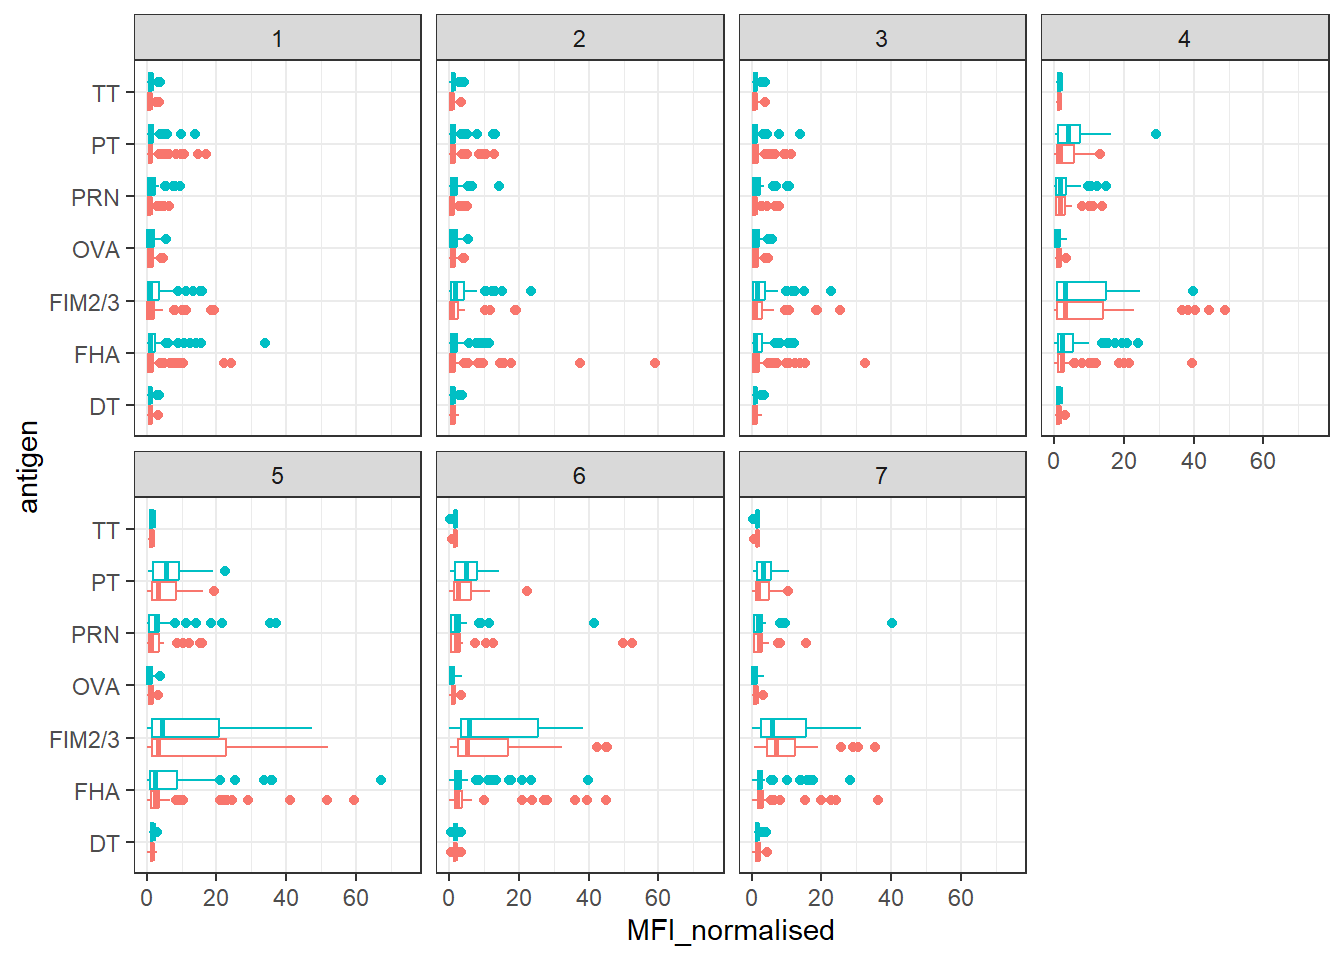 1 2 3 4
TT
PT
PRN
OVA
FIM2/3
FHA
DT
0 20 40 60
5 6 7
TT
PT
PRN
OVA
FIM2/3
FHA
DT
0 20 40 60 0 20 40 60 0 20 40 60
MFI_normalised
antigen